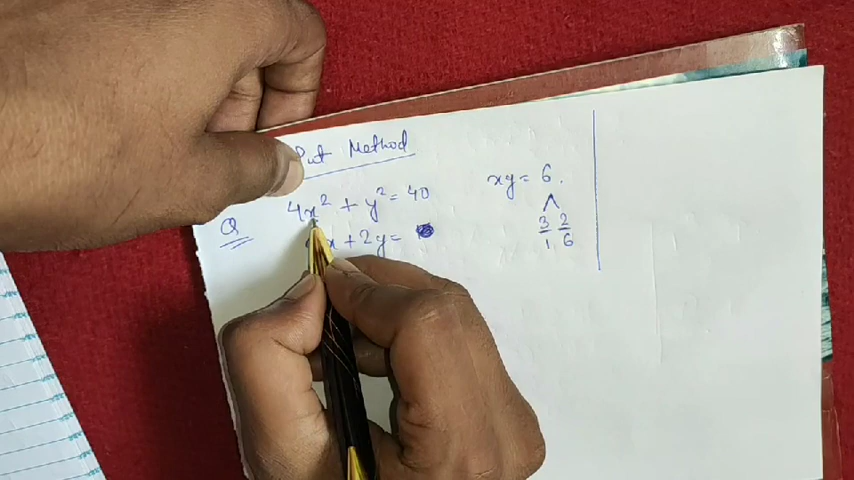 Put Method
Q 4x² + y² = 40
x + 2y =
xy = 6.
3 2
1 6